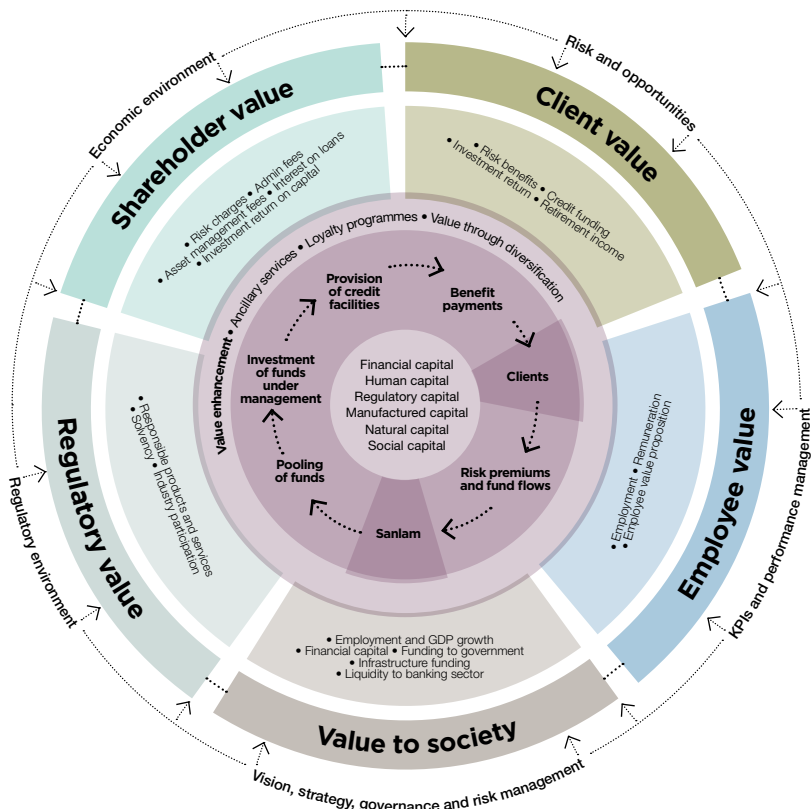 Economic environment
Risk and opportunities
KPIs and performance management
Vision, strategy, governance and risk management
Regulatory environment
Shareholder value
• Risk charges • Admin fees
• Asset management fees • Interest on loans
• Investment return on capital
Client value
• Risk benefits • Credit funding
• Investment return • Retirement income
Employee value
• Employment • Remuneration
• Employee value proposition
Value to society
• Employment and GDP growth
• Financial capital • Funding to government
• Infrastructure funding
• Liquidity to banking sector
Regulatory value
• Responsible products and services
• Solvency • Industry participation
Value enhancement • Ancillary services • Loyalty programmes • Value through diversification
Provision
of credit
facilities
Benefit
payments
Clients
Risk premiums
and fund flows
Sanlam
Pooling
of funds
Investment
of funds
under
management
Financial capital
Human capital
Regulatory capital
Manufactured capital
Natural capital
Social capital